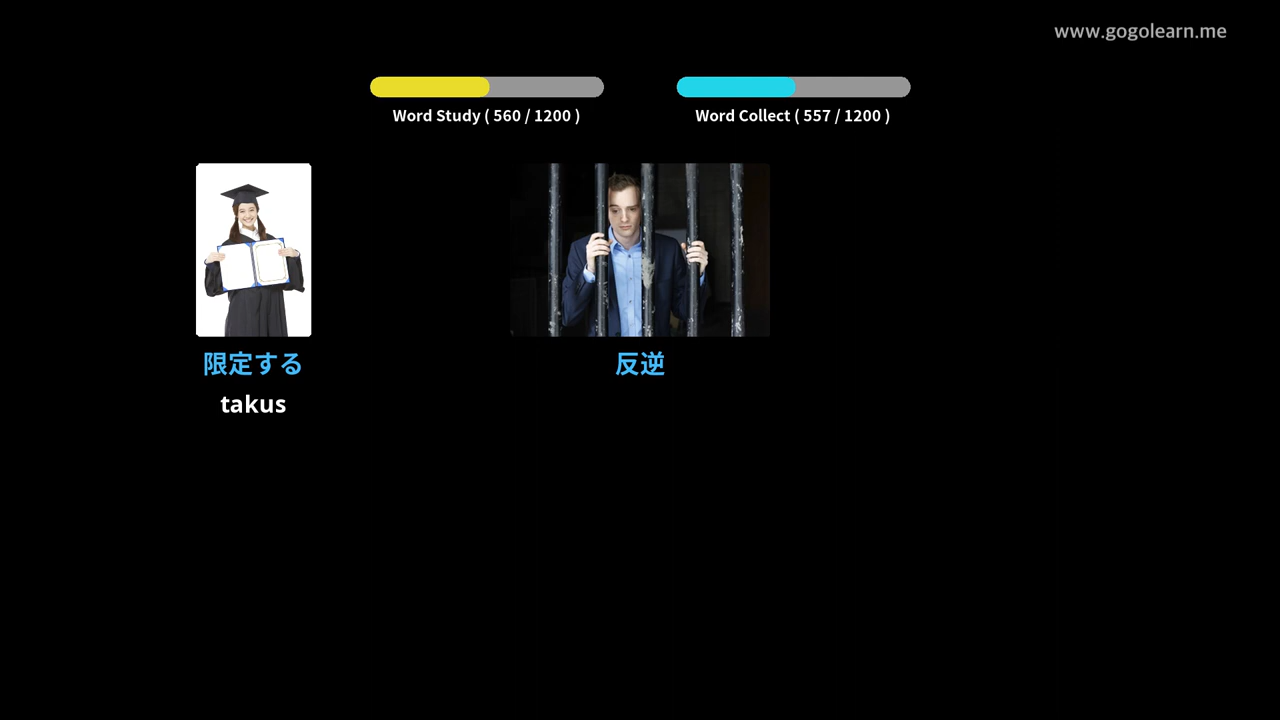 www.gogolearn.me
Word Study ( 560 / 1200 )
Word Collect ( 557 / 1200 )
限定する
反逆
takus